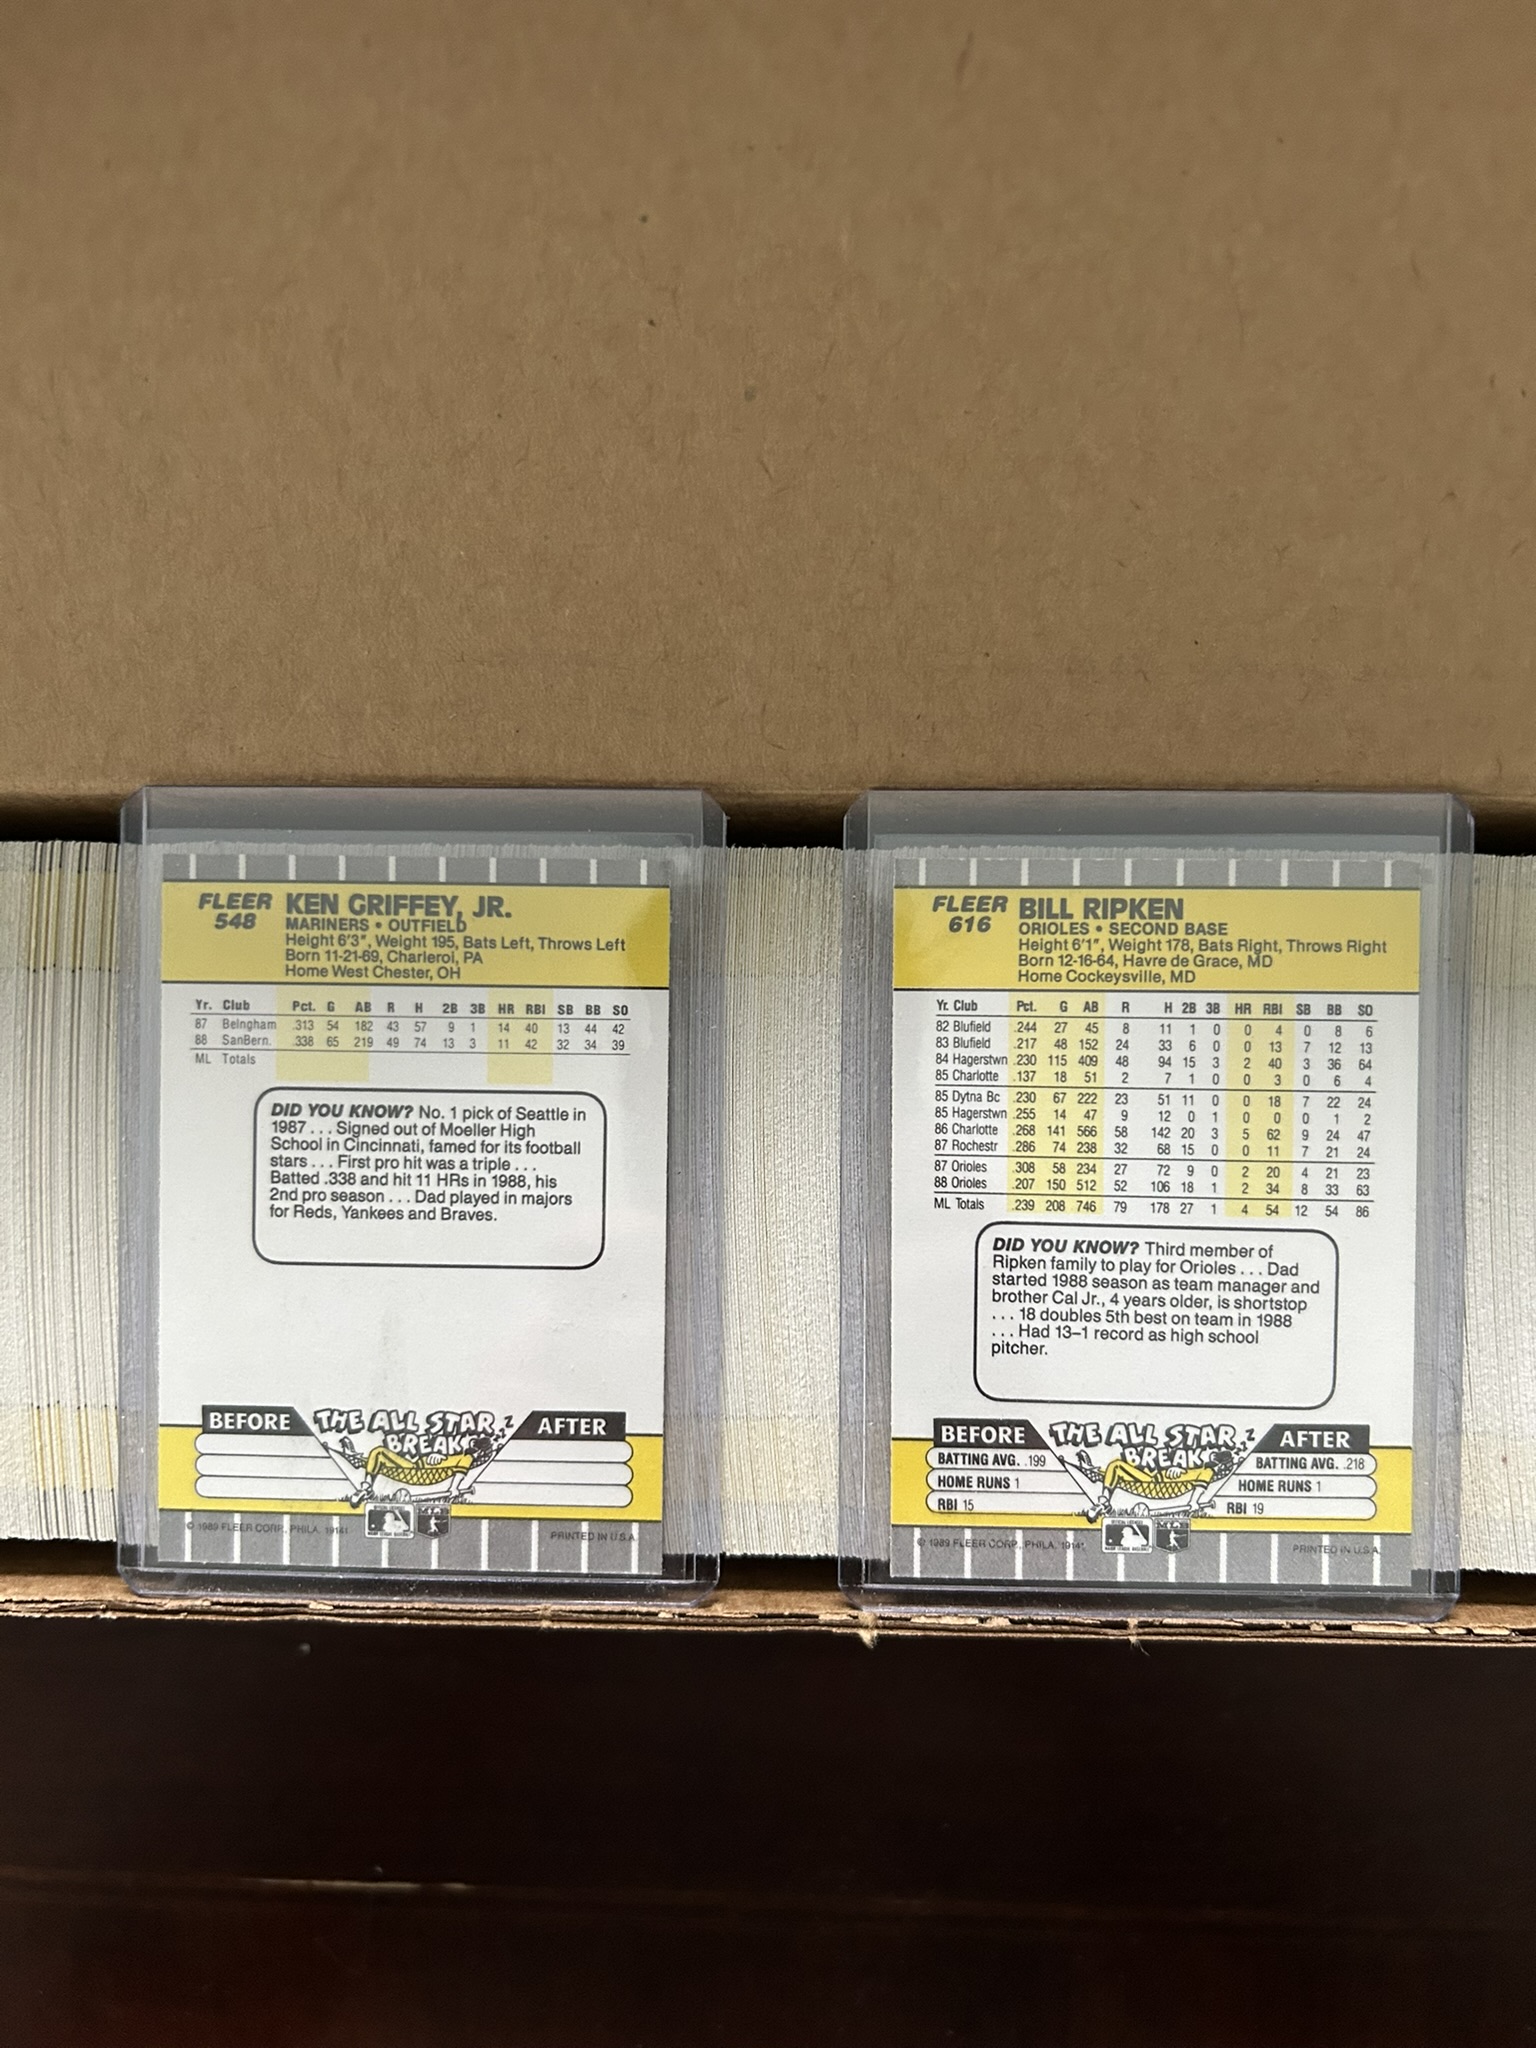 FLEER
548
KEN GRIFFEY, JR.
MARINERS • OUTFIELD
Height 6'3", Weight 195, Bats Left, Throws Left
Born 11-21-69, Charleroi, PA
Home West Chester, OH
Yr. Club Pct. G AB R H 2B 3B HR RBI SB BB SO
87 Belngham .313 54 182 43 57 9 1 14 40 13 44 42
88 SanBern. .338 65 219 49 74 13 3 11 42 32 34 39
ML Totals
DID YOU KNOW? No. 1 pick of Seattle in
1987 . . . Signed out of Moeller High
School in Cincinnati, famed for its football
stars . . . First pro hit was a triple . . .
Batted .338 and hit 11 HRs in 1988, his
2nd pro season . . . Dad played in majors
for Reds, Yankees and Braves.
BEFORE THE ALL STAR BREAK AFTER
© 1989 FLEER CORP., PHILA. 19141
PRINTED IN U.S.A.
FLEER
616
BILL RIPKEN
ORIOLES • SECOND BASE
Height 6'1", Weight 178, Bats Right, Throws Right
Born 12-16-64, Havre de Grace, MD
Home Cockeysville, MD
Yr. Club Pct. G AB R H 2B 3B HR RBI SB BB SO
82 Blufield .244 27 45 8 11 1 0 0 4 0 8 6
83 Blufield .217 48 152 24 33 6 0 0 13 7 12 13
84 Hagerstwn .230 115 409 48 94 15 3 2 40 3 36 64
85 Charlotte .137 18 51 2 7 1 0 0 3 0 6 4
85 Dytna Bc .230 67 222 23 51 11 0 0 18 7 22 24
85 Hagerstwn .255 14 47 9 12 0 1 0 0 0 1 2
86 Charlotte .268 141 566 58 142 20 3 5 62 9 24 47
87 Rochestr .286 74 238 32 68 15 0 0 11 7 21 24
87 Orioles .308 58 234 27 72 9 0 2 20 4 21 23
88 Orioles .207 150 512 52 106 18 1 2 34 8 33 63
ML Totals .239 208 746 79 178 27 1 4 54 12 54 86
DID YOU KNOW? Third member of
Ripken family to play for Orioles . . . Dad
started 1988 season as team manager and
brother Cal Jr., 4 years older, is shortstop
. . . 18 doubles 5th best on team in 1988
. . . Had 13–1 record as high school
pitcher.
BEFORE THE ALL STAR BREAK AFTER
BATTING AVG. .199 BATTING AVG. .218
HOME RUNS 1 HOME RUNS 1
RBI 15 RBI 19
© 1989 FLEER CORP., PHILA. 19141
PRINTED IN U.S.A.